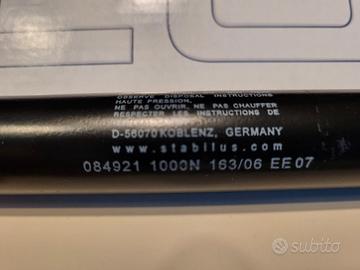 OBSERVE DISPOSAL INSTRUCTIONS
HAUTE PRESSION.
NE PAS OUVRIR. NE PAS CHAUFFER
RESPECTER LES INSTRUCTIONS DE
D-56070 KOBLENZ, GERMANY
www.stabilus.com
084921 1000N 163/06 EE07
subito